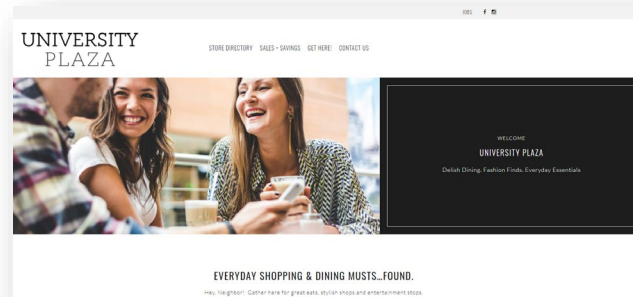 JOBS
UNIVERSITY
PLAZA
STORE DIRECTORY SALES + SAVINGS GET HERE! CONTACT US
WELCOME
UNIVERSITY PLAZA
Delish Dining. Fashion Finds. Everyday Essentials
EVERYDAY SHOPPING & DINING MUSTS...FOUND.
Hey, Neighbor! Gather here for great eats, stylish shops and entertainment stops.